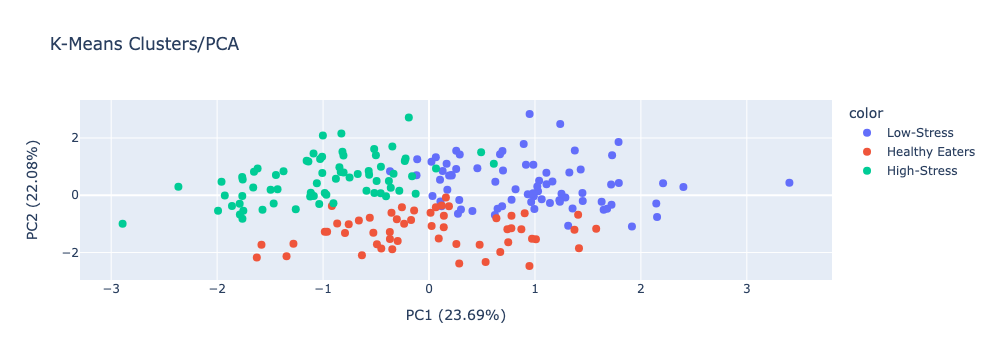 K-Means Clusters/PCA
color
Low-Stress
Healthy Eaters
High-Stress
PC2 (22.08%)
2
0
−2
−3
−2
−1
0
1
2
3
PC1 (23.69%)